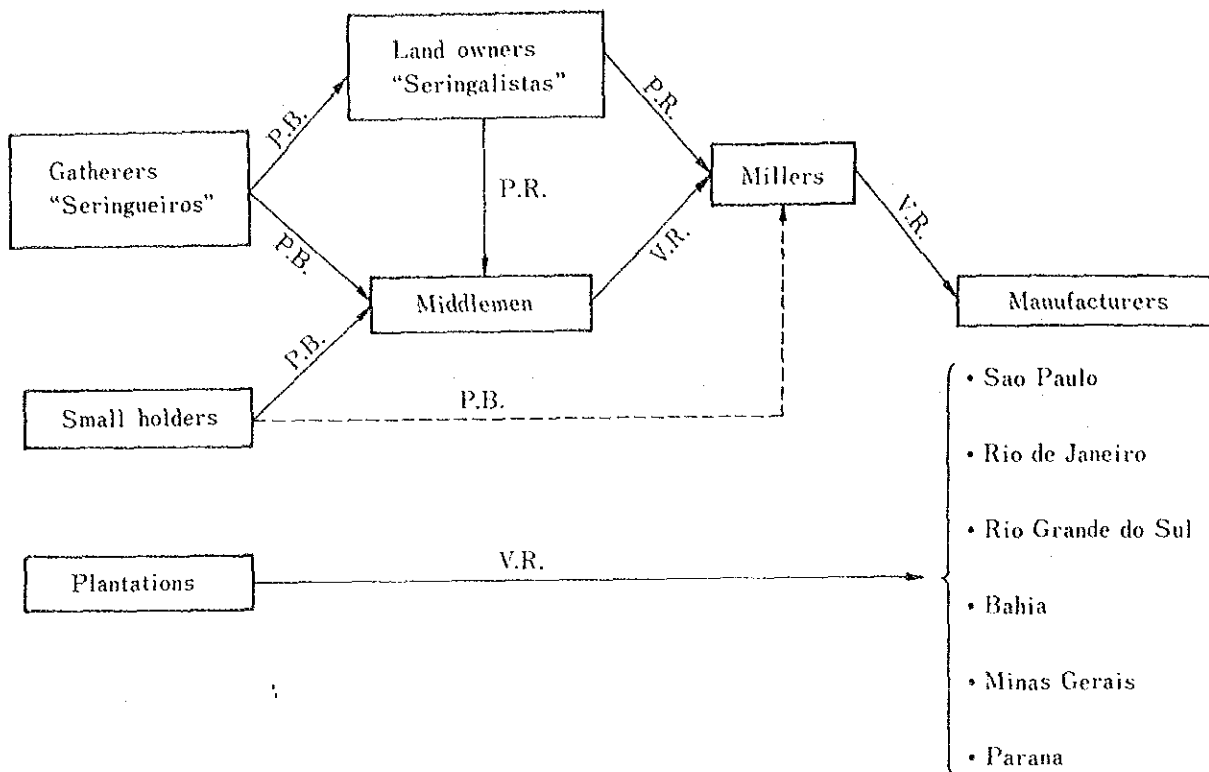 Land owners
“Seringalistas”
P.B.
P.R.
Gatherers
“Seringueiros”
P.R.
Millers
P.B.
V.R.
V.R.
Middlemen
Manufacturers
P.B.
Small holders
P.B.
• Sao Paulo
• Rio de Janeiro
• Rio Grande do Sul
Plantations
V.R.
• Bahia
• Minas Gerais
• Parana